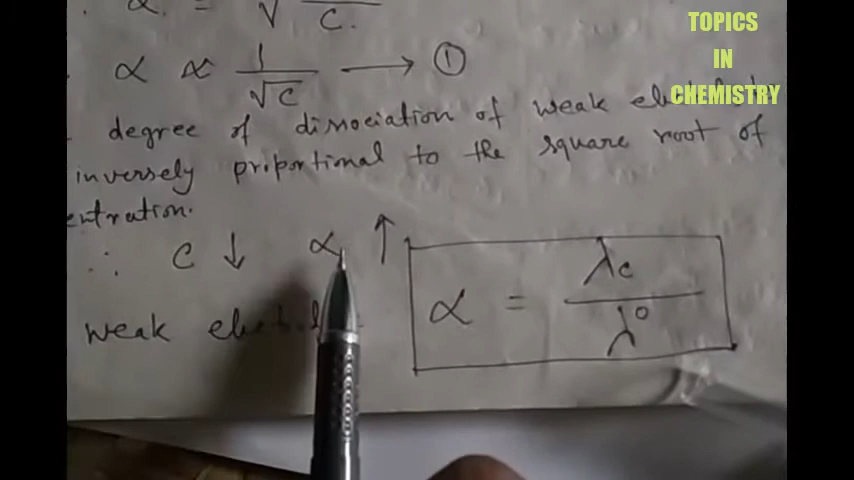 TOPICS
IN
CHEMISTRY
α = √ C.
α ∝ 1/√C → ①
degree of dissociation of weak
inversely proportional to the square root of
entration.
∴ C ↓ α ↑
α = λc/λ°
weak